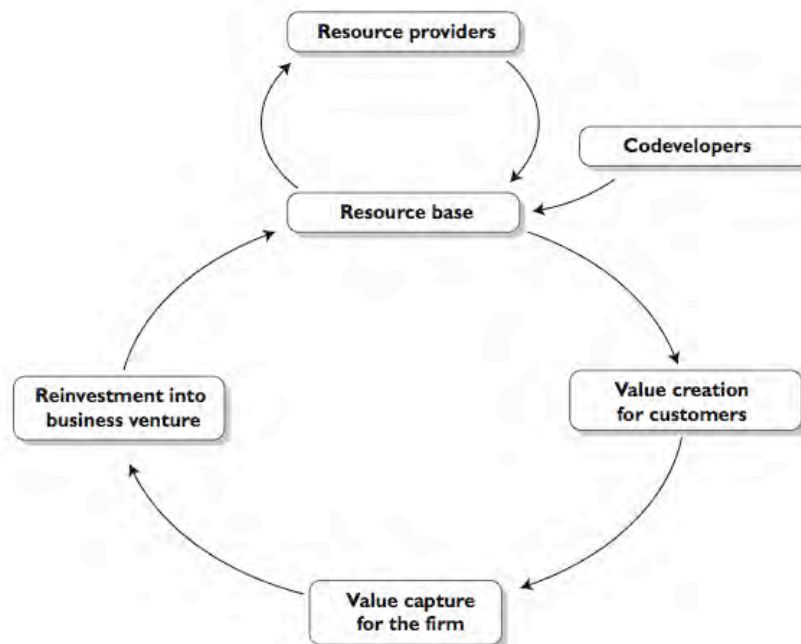 Resource providers
Codevelopers
Resource base
Reinvestment into
business venture
Value creation
for customers
Value capture
for the firm